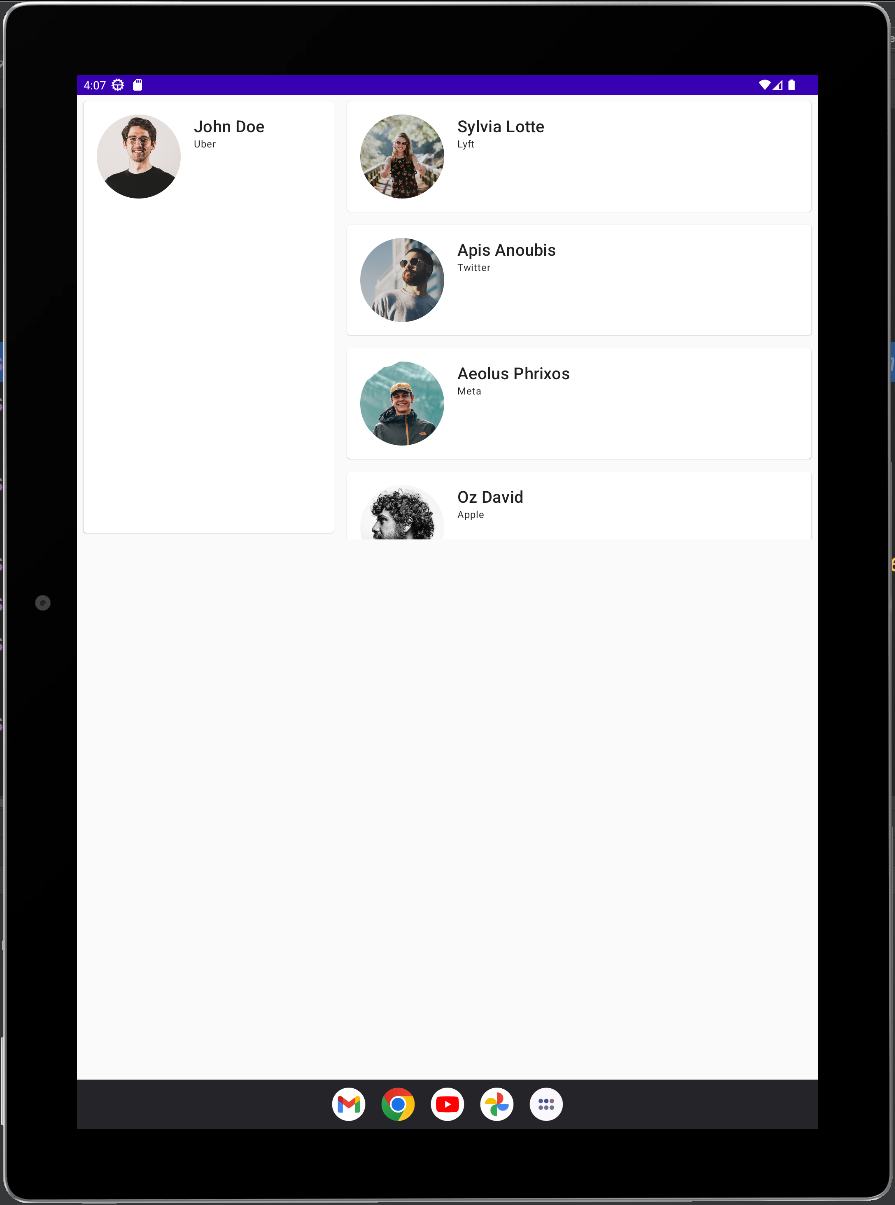 4:07
John Doe
Uber
Sylvia Lotte
Lyft
Apis Anoubis
Twitter
Aeolus Phrixos
Meta
Oz David
Apple